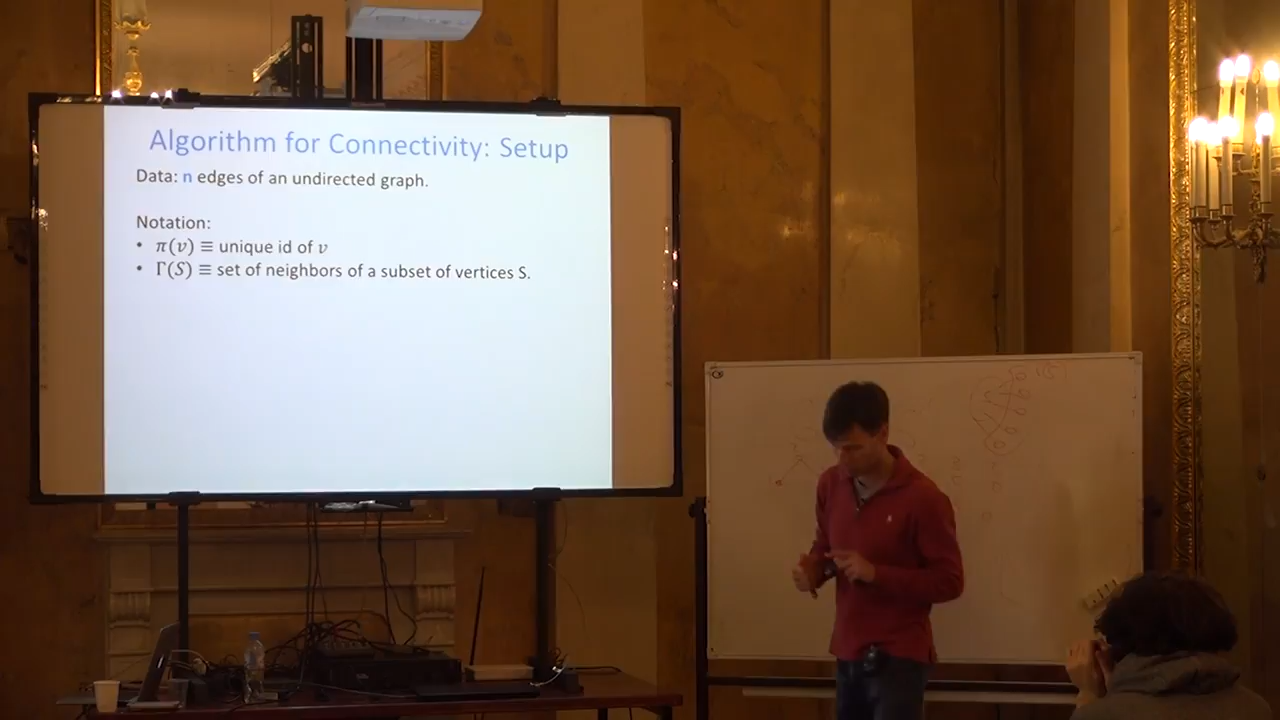 Algorithm for Connectivity: Setup
Data: n edges of an undirected graph.
Notation:
• π(v) ≡ unique id of v
• Γ(S) ≡ set of neighbors of a subset of vertices S.